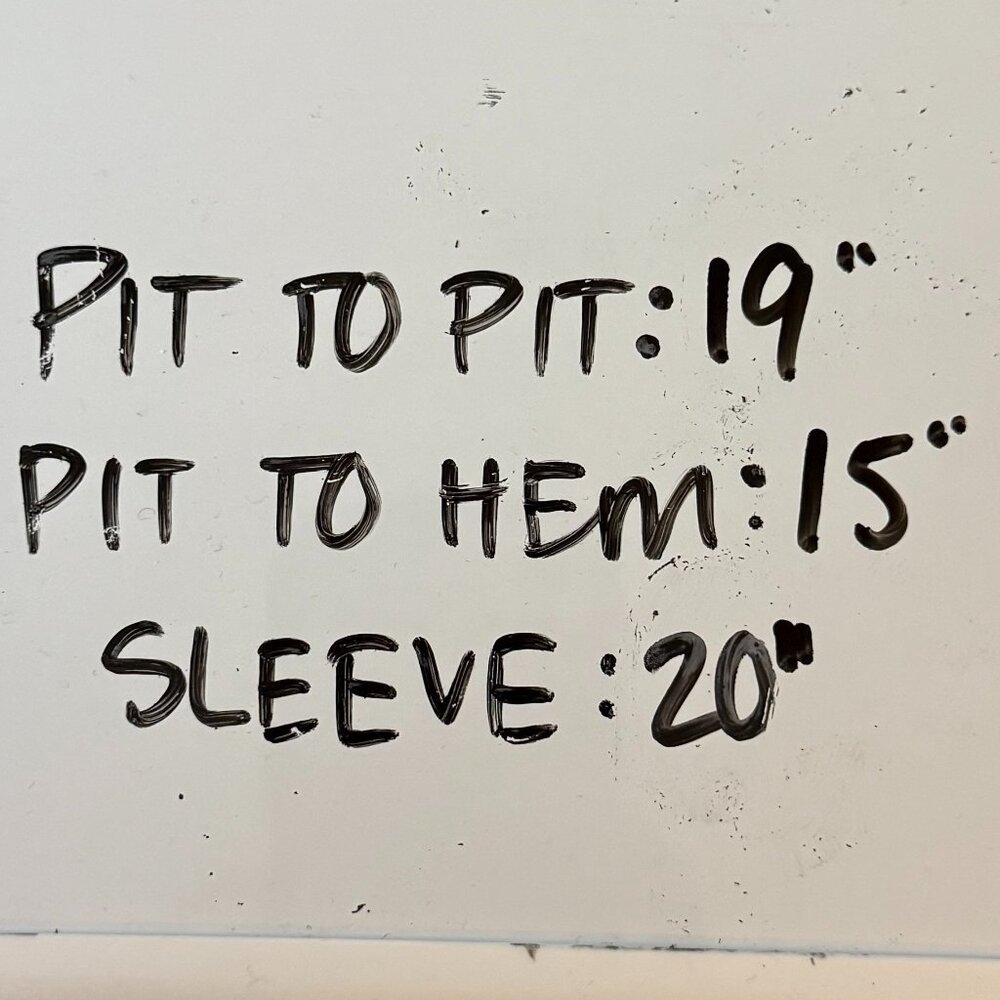 PIT TO PIT: 19"
PIT TO HEM: 15"
SLEEVE: 20"